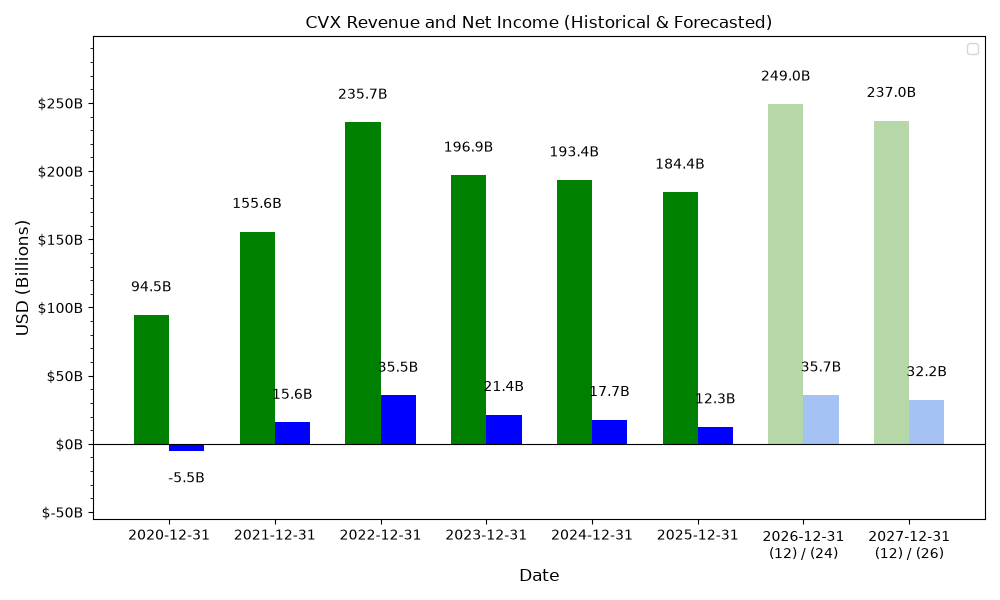 CVX Revenue and Net Income (Historical & Forecasted)
USD (Billions)
$250B
$200B
$150B
$100B
$50B
$0B
$-50B
94.5B
-5.5B
155.6B
15.6B
235.7B
35.5B
196.9B
21.4B
193.4B
17.7B
184.4B
12.3B
249.0B
35.7B
237.0B
32.2B
2020-12-31
2021-12-31
2022-12-31
2023-12-31
2024-12-31
2025-12-31
2026-12-31
(12) / (24)
2027-12-31
(12) / (26)
Date